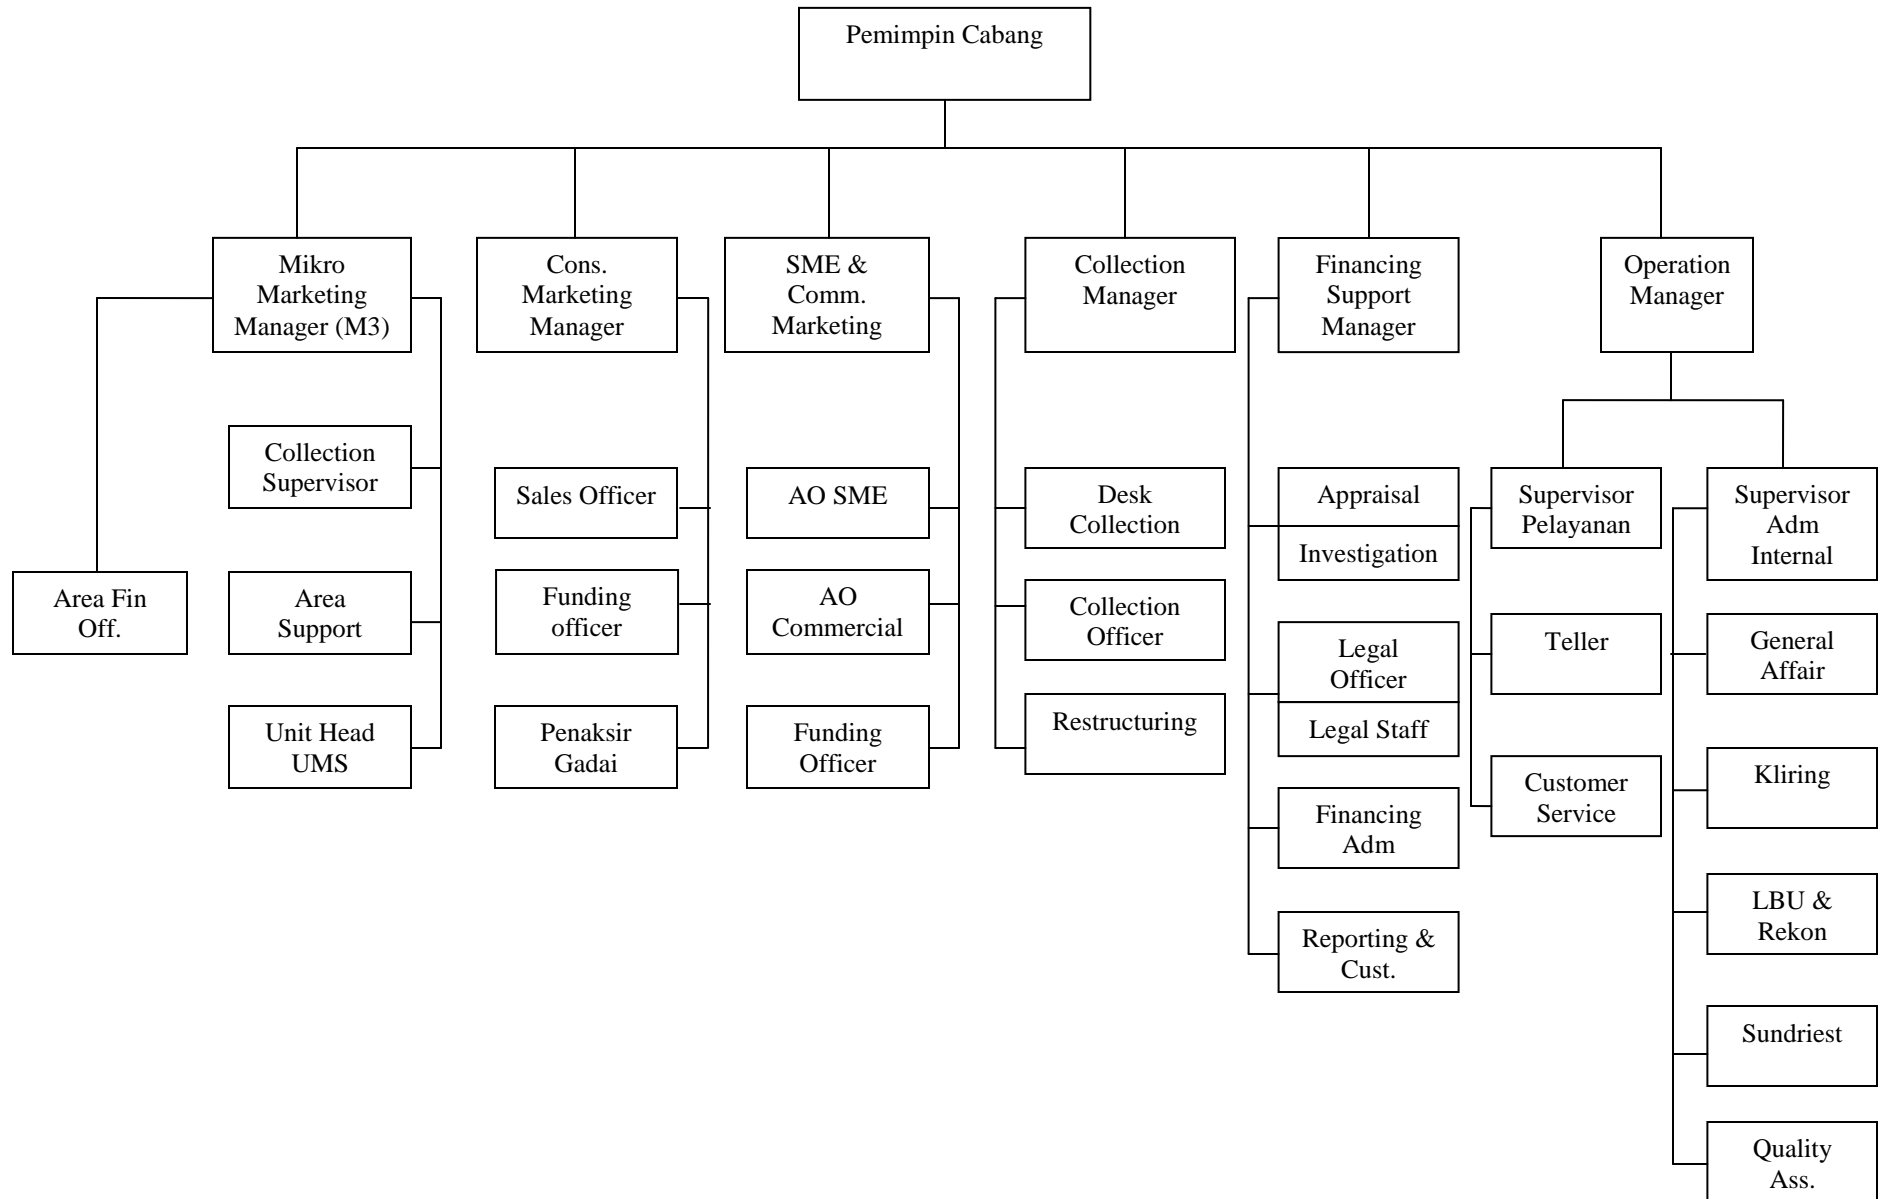 Pemimpin Cabang
Mikro
Marketing
Manager (M3)
Cons.
Marketing
Manager
SME &
Comm.
Marketing
Collection
Manager
Financing
Support
Manager
Operation
Manager
Collection
Supervisor
Area Fin
Off.
Area
Support
Unit Head
UMS
Sales Officer
Funding
officer
Penaksir
Gadai
AO SME
AO
Commercial
Funding
Officer
Desk
Collection
Collection
Officer
Restructuring
Appraisal
Investigation
Legal
Officer
Legal Staff
Financing
Adm
Reporting &
Cust.
Supervisor
Pelayanan
Teller
Customer
Service
Supervisor
Adm
Internal
General
Affair
Kliring
LBU &
Rekon
Sundriest
Quality
Ass.